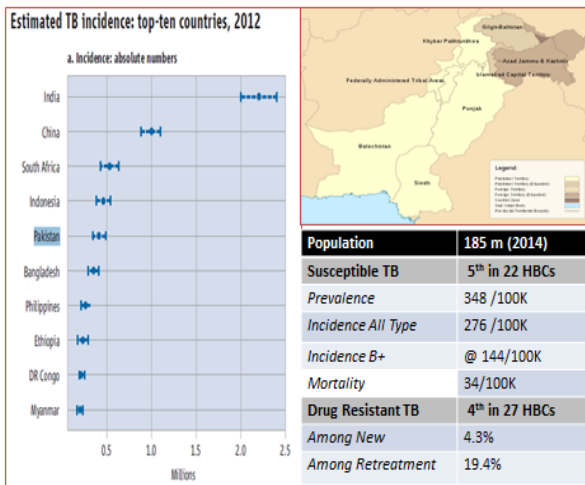 Estimated TB incidence: top-ten countries, 2012
a. Incidence: absolute numbers
India
China
South Africa
Indonesia
Pakistan
Bangladesh
Philippines
Ethiopia
DR Congo
Myanmar
0.5 1.0 1.5 2.0 2.5
Millions
Gilgit-Baltistan
Khyber Pakhtunkhwa
Azad Jammu & Kashmir
Islamabad Capital Territory
Federally Administered Tribal Areas
Punjab
Balochistan
Sindh
Legend
Population 185 m (2014)
Susceptible TB 5th in 22 HBCs
Prevalence 348 /100K
Incidence All Type 276 /100K
Incidence B+ @ 144/100K
Mortality 34/100K
Drug Resistant TB 4th in 27 HBCs
Among New 4.3%
Among Retreatment 19.4%